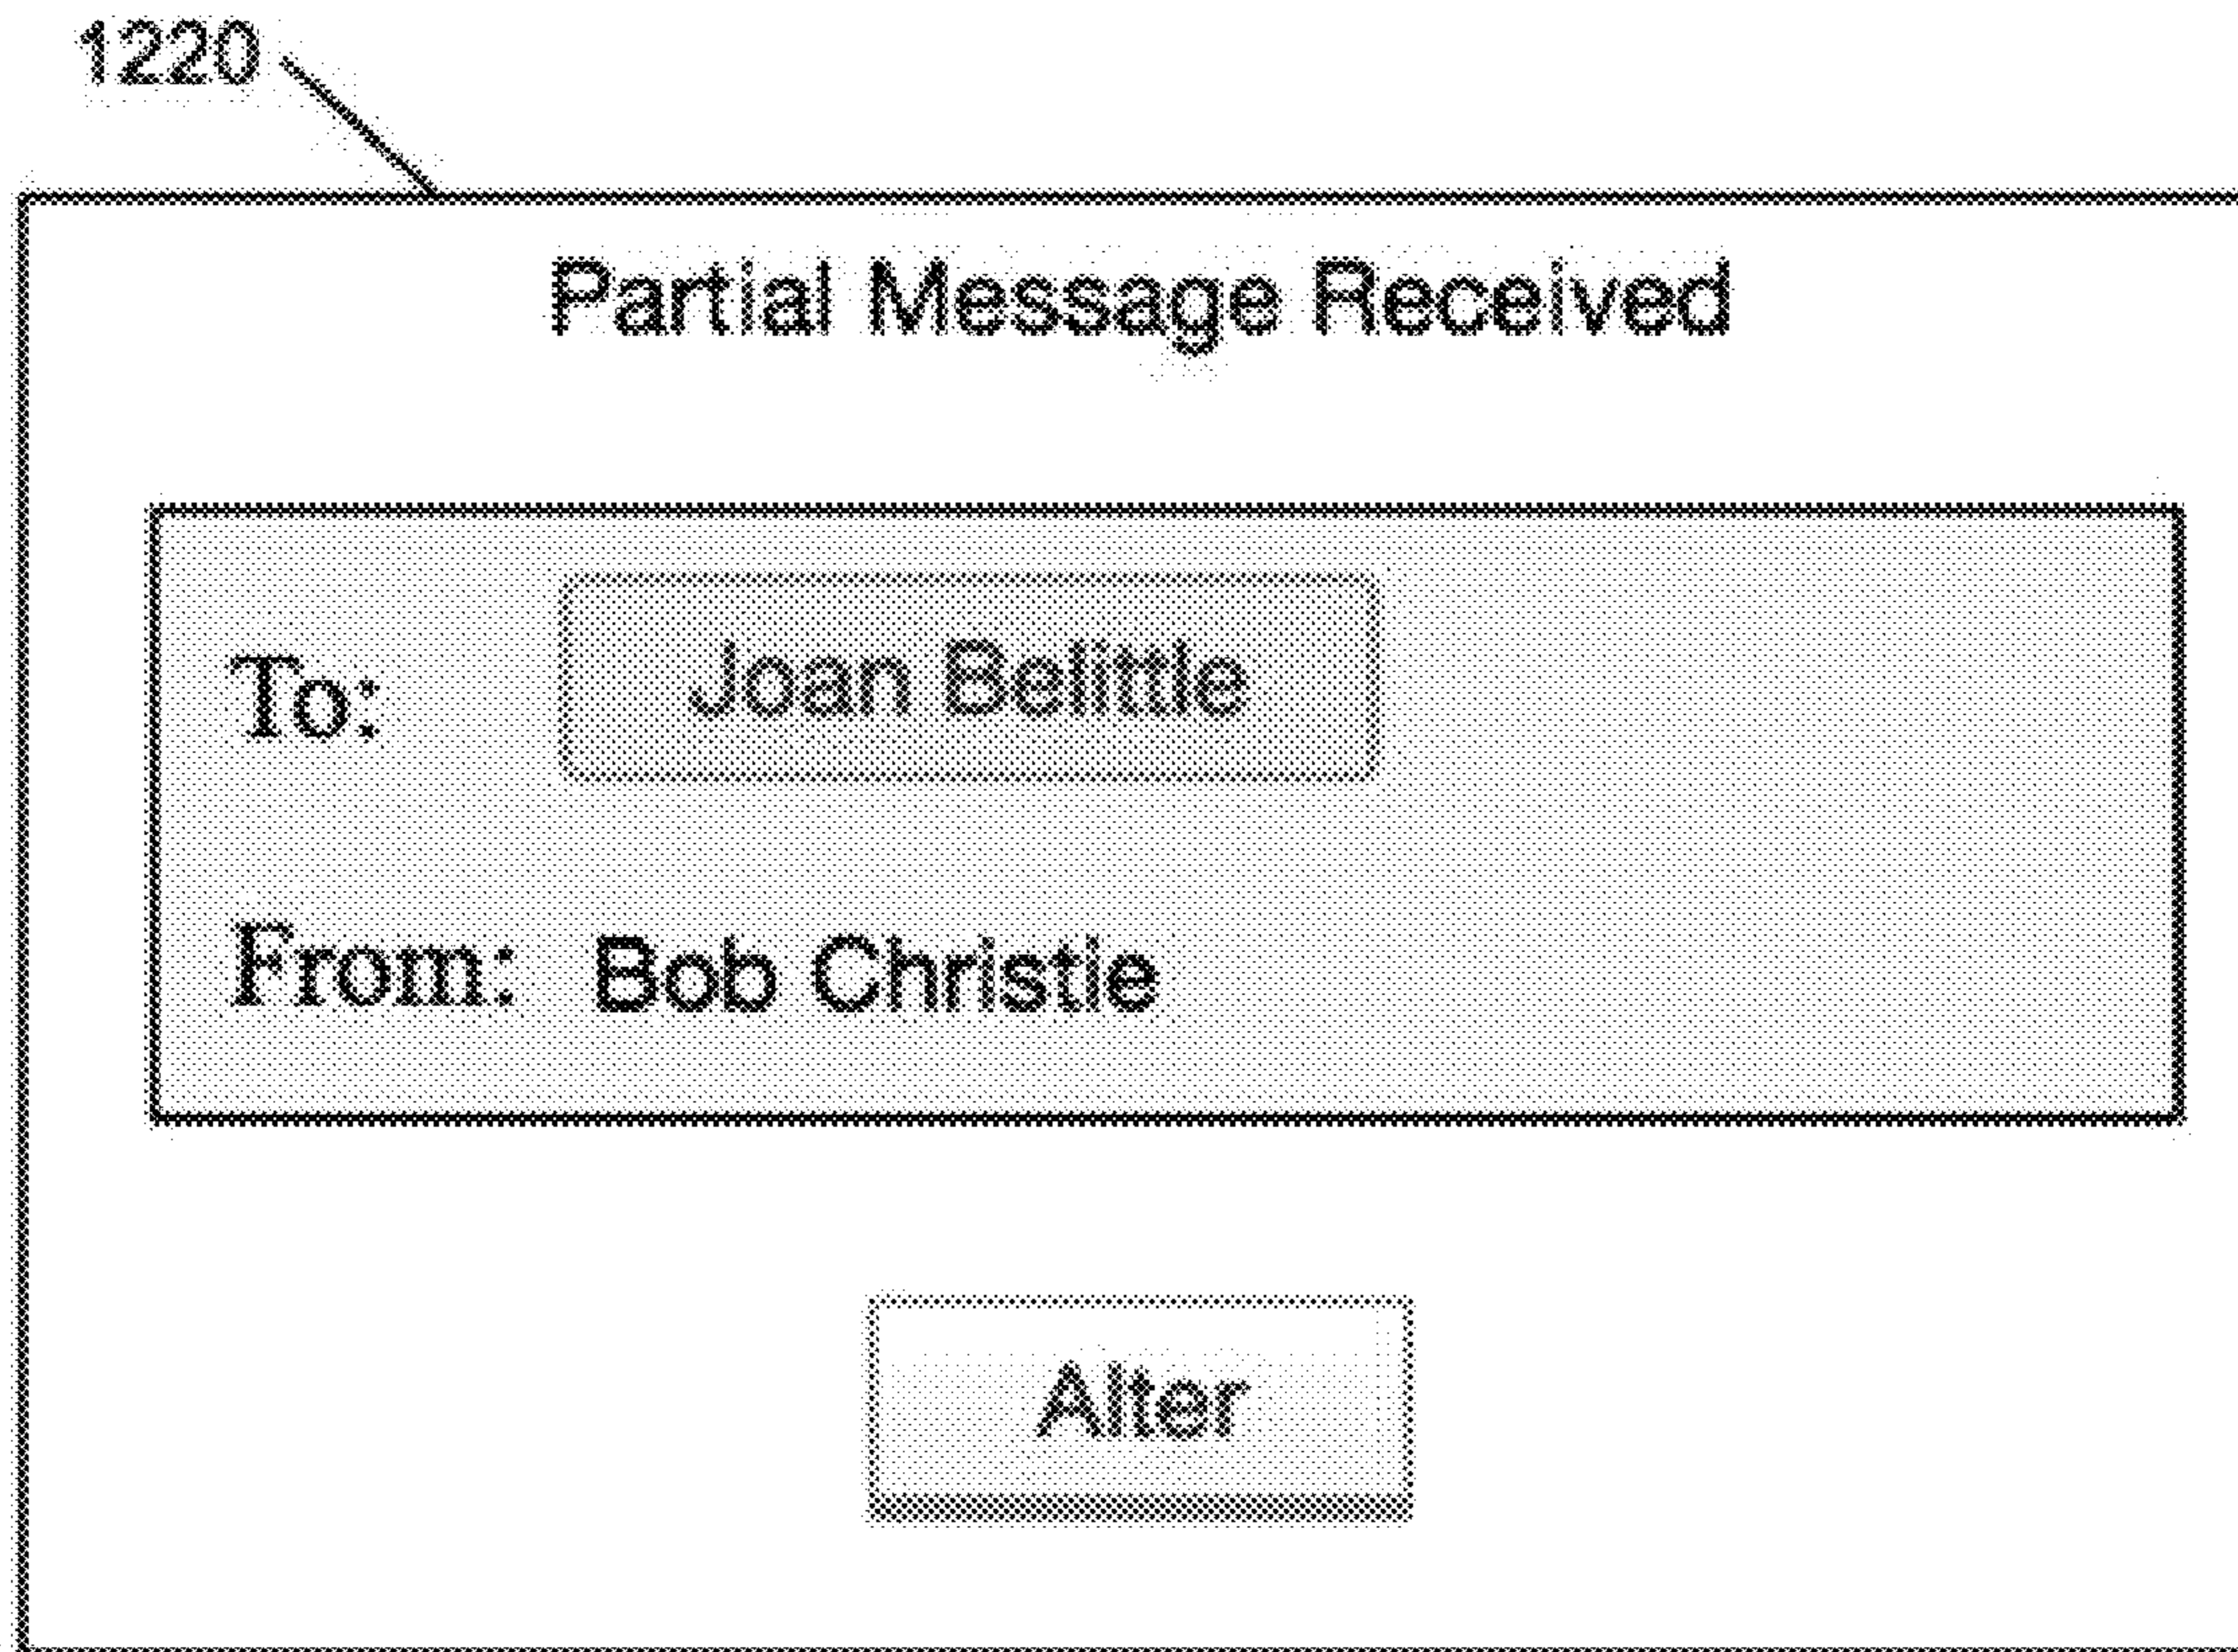 1220
Partial Message Received
To: Joan Belittle
From: Bob Christie
Alter